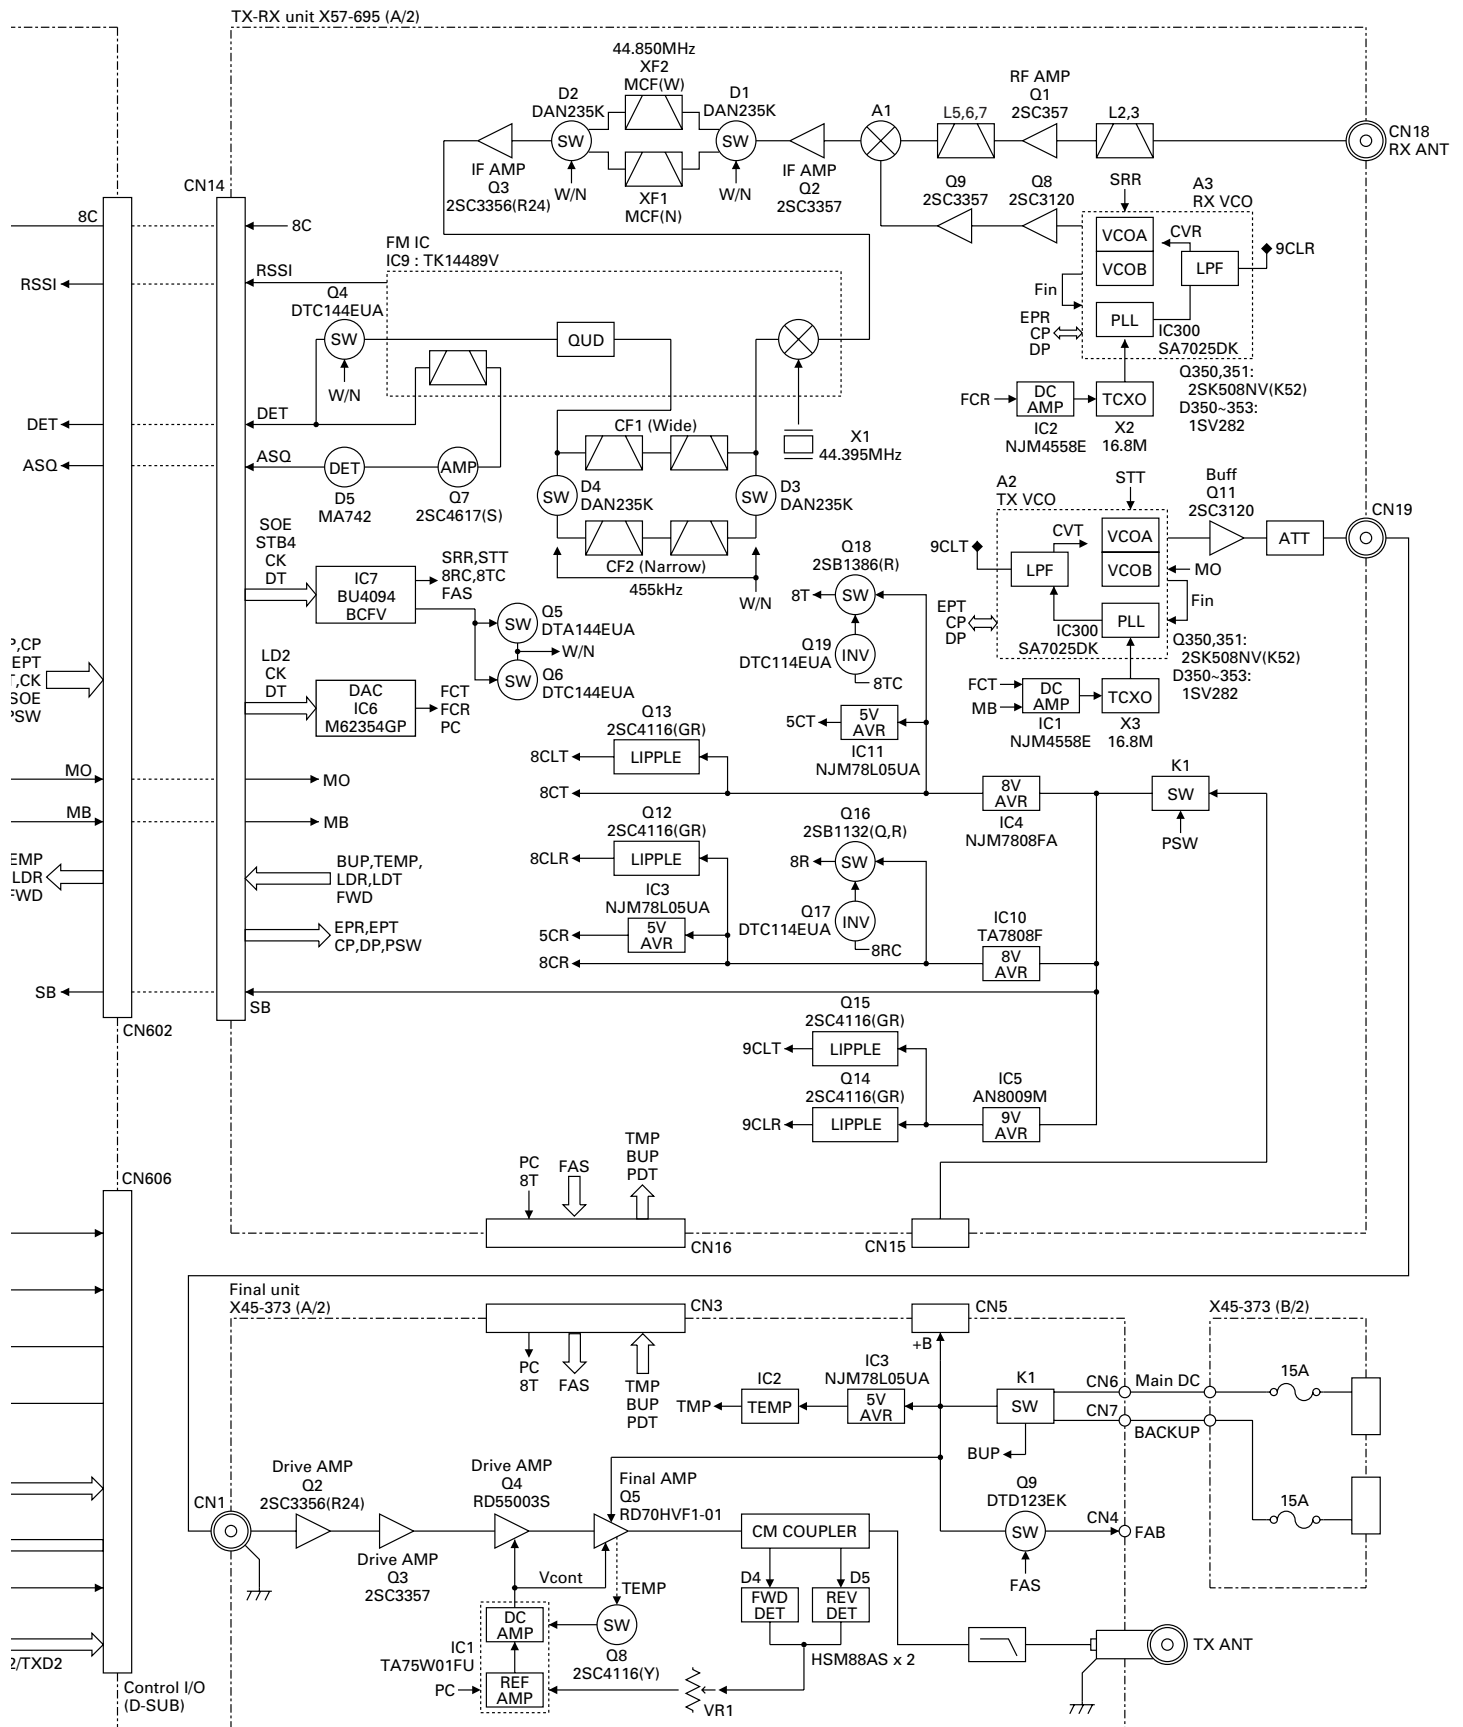 TX-RX unit X57-695 (A/2)
44.850MHz
XF2
MCF(W)
D2
DAN235K
D1
DAN235K
SW
SW
W/N
W/N
XF1
MCF(N)
IF AMP
Q3
2SC3356(R24)
IF AMP
Q2
2SC3357
A1
L5,6,7
RF AMP
Q1
2SC357
L2,3
CN18
RX ANT
Q9
2SC3357
Q8
2SC3120
SRR
A3
RX VCO
VCOA
VCOB
CVR
LPF
9CLR
Fin
PLL
EPR
CP
DP
IC300
SA7025DK
FCR
DC
AMP
TCXO
IC2
NJM4558E
X2
16.8M
Q350,351:
2SK508NV(K52)
D350~353:
1SV282
CN14
8C
8C
RSSI
RSSI
FM IC
IC9 : TK14489V
Q4
DTC144EUA
SW
W/N
QUD
DET
DET
ASQ
ASQ
DET
D5
MA742
AMP
Q7
2SC4617(S)
CF1 (Wide)
X1
44.395MHz
SW
D4
DAN235K
SW
D3
DAN235K
CF2 (Narrow)
455kHz
W/N
A2
TX VCO
STT
Buff
Q11
2SC3120
CN19
9CLT
CVT
LPF
VCOA
VCOB
ATT
MO
Fin
EPT
CP
DP
PLL
IC300
SA7025DK
Q350,351:
2SK508NV(K52)
D350~353:
1SV282
FCT
MB
DC
AMP
TCXO
IC1
NJM4558E
X3
16.8M
SOE
STB4
CK
DT
IC7
BU4094
BCFV
SRR,STT
8RC,8TC
FAS
SW
Q5
DTA144EUA
W/N
SW
Q6
DTC144EUA
LD2
CK
DT
DAC
IC6
M62354GP
FCT
FCR
PC
P,CP
EPT
T,CK
SOE
PSW
Q18
2SB1386(R)
8T
SW
Q19
DTC114EUA
INV
8TC
Q13
2SC4116(GR)
8CLT
LIPPLE
5CT
5V
AVR
IC11
NJM78L05UA
8CT
8V
AVR
IC4
NJM7808FA
K1
SW
PSW
MO
MO
MB
MB
TEMP
LDR
FWD
BUP,TEMP,
LDR,LDT
FWD
EPR,EPT
CP,DP,PSW
SB
SB
CN602
Q12
2SC4116(GR)
8CLR
LIPPLE
IC3
NJM78L05UA
5CR
5V
AVR
8CR
Q16
2SB1132(Q,R)
8R
SW
Q17
DTC114EUA
INV
8RC
IC10
TA7808F
8V
AVR
Q15
2SC4116(GR)
9CLT
LIPPLE
Q14
2SC4116(GR)
9CLR
LIPPLE
IC5
AN8009M
9V
AVR
PC
8T
FAS
TMP
BUP
PDT
CN16
CN15
CN606
Final unit
X45-373 (A/2)
CN3
CN5
X45-373 (B/2)
PC
8T
FAS
TMP
BUP
PDT
+B
IC2
TMP
TEMP
IC3
NJM78L05UA
5V
AVR
K1
SW
BUP
CN6
Main DC
CN7
BACKUP
15A
15A
CN1
Drive AMP
Q2
2SC3356(R24)
Drive AMP
Q3
2SC3357
Drive AMP
Q4
RD55003S
Final AMP
Q5
RD70HVF1-01
CM COUPLER
Q9
DTD123EK
SW
FAS
CN4
FAB
Vcont
TEMP
D4
FWD
DET
D5
REV
DET
HSM88AS x 2
DC
AMP
IC1
TA75W01FU
REF
AMP
PC
SW
Q8
2SC4116(Y)
VR1
TX ANT
2/TXD2
Control I/O
(D-SUB)